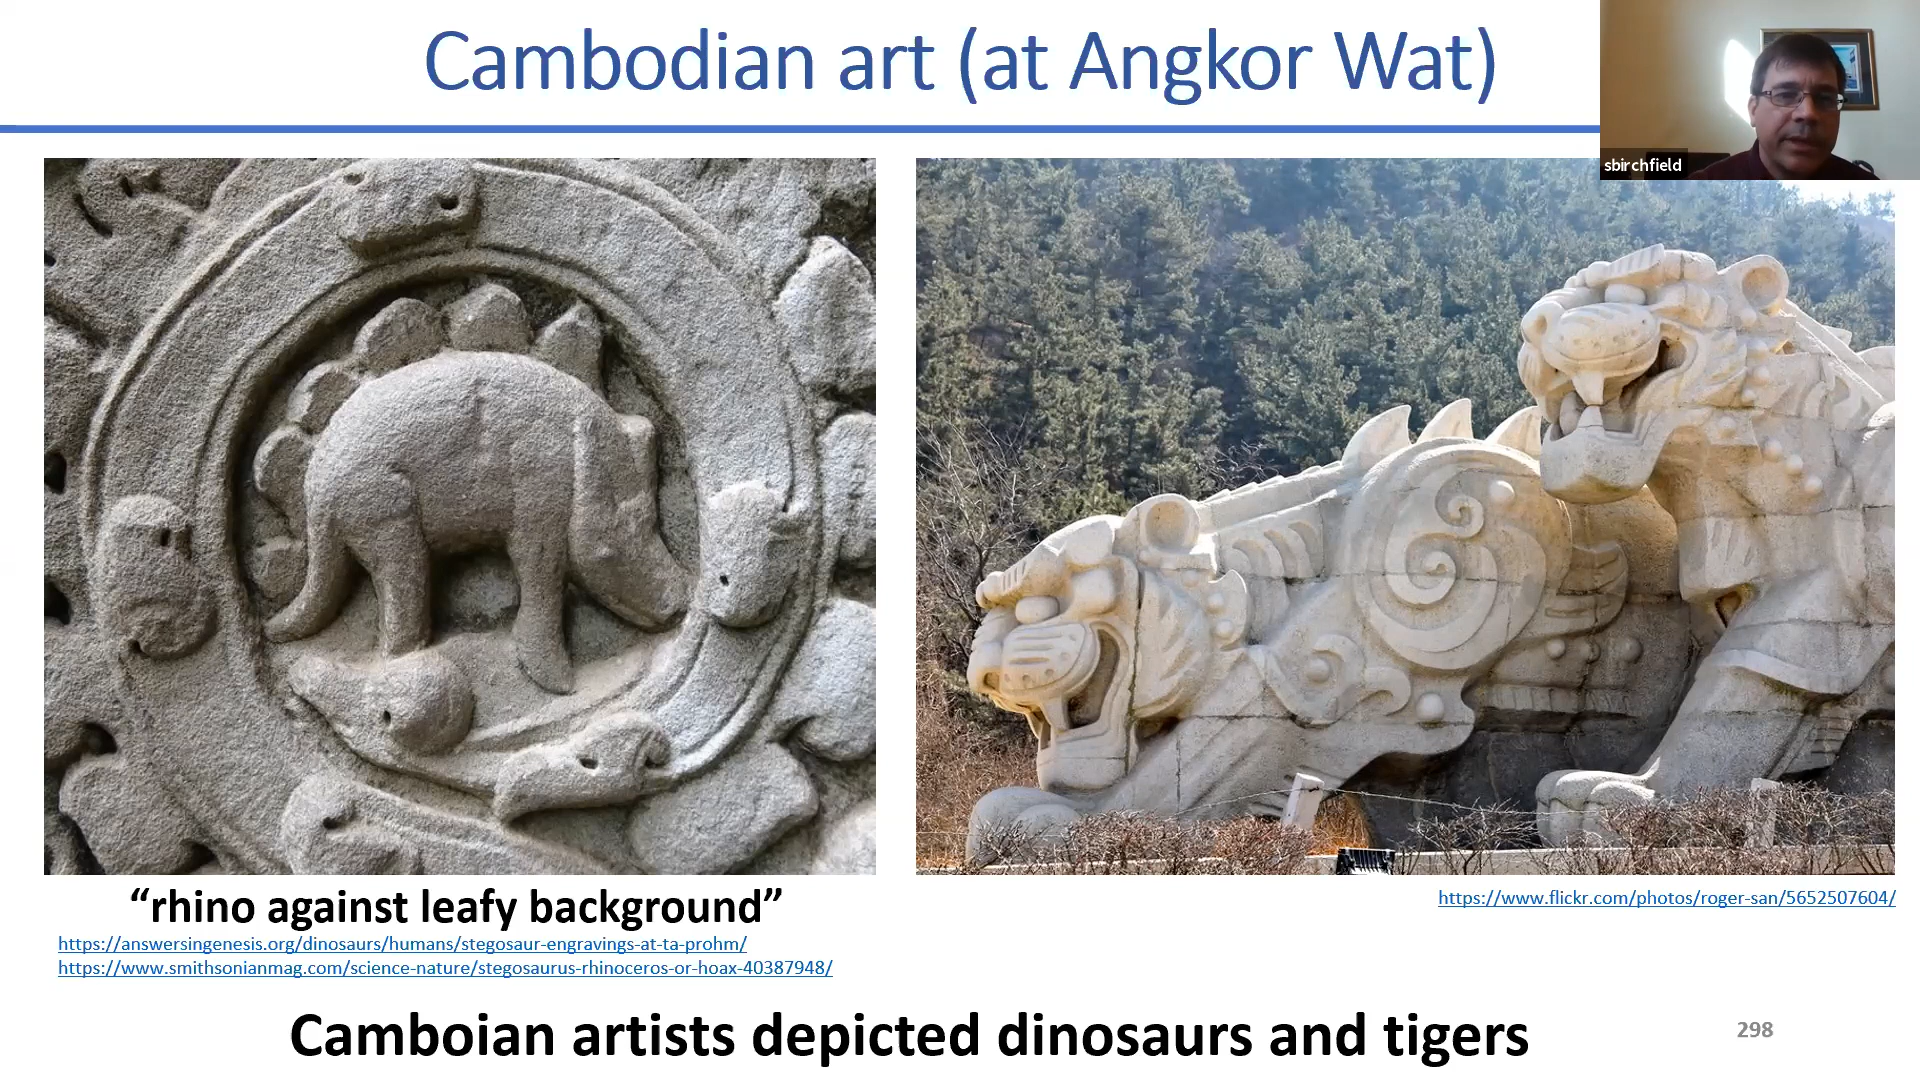 Cambodian art (at Angkor Wat)
sbirchfield
“rhino against leafy background”
https://answersingenesis.org/dinosaurs/humans/stegosaur-engravings-at-ta-prohm/
https://www.smithsonianmag.com/science-nature/stegosaurus-rhinoceros-or-hoax-40387948/
https://www.flickr.com/photos/roger-san/5652507604/
Camboian artists depicted dinosaurs and tigers
298